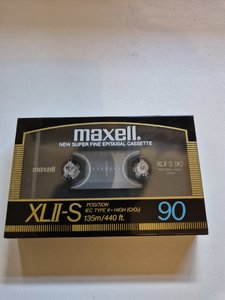 maxell®
NEW SUPER FINE EPITAXIAL CASSETTE
maxell
XLII-S 90
XLII-S
POSITION
IEC TYPE II • HIGH (CrO₂)
135m/440 ft.
90